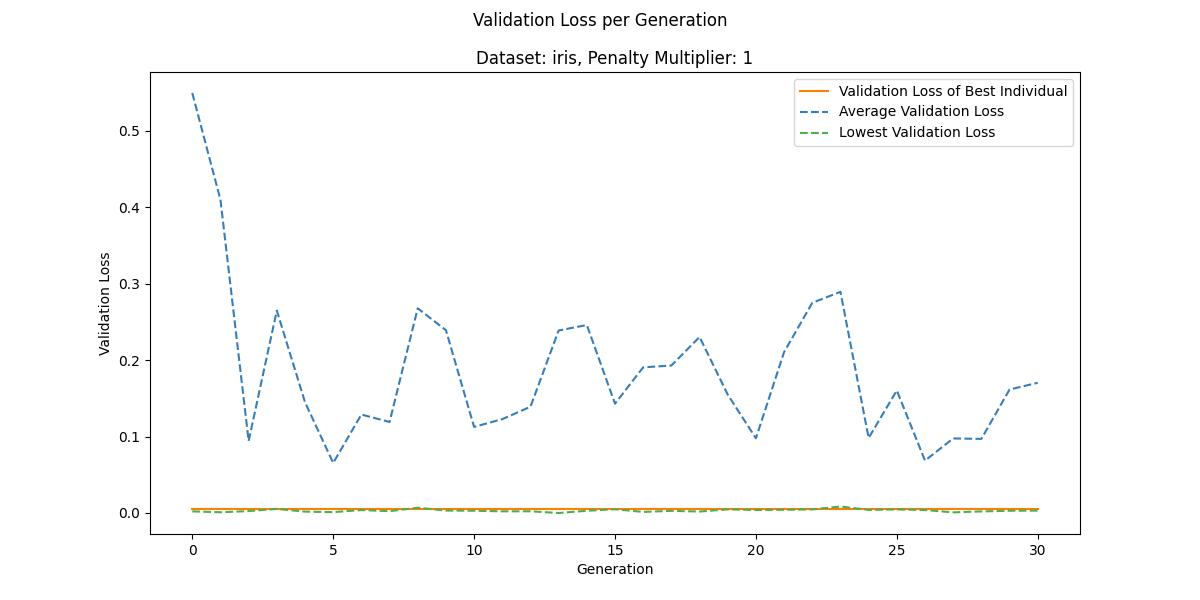 Validation Loss per Generation
Dataset: iris, Penalty Multiplier: 1
Validation Loss of Best Individual
Average Validation Loss
Lowest Validation Loss
Validation Loss
0.5
0.4
0.3
0.2
0.1
0.0
0 5 10 15 20 25 30
Generation